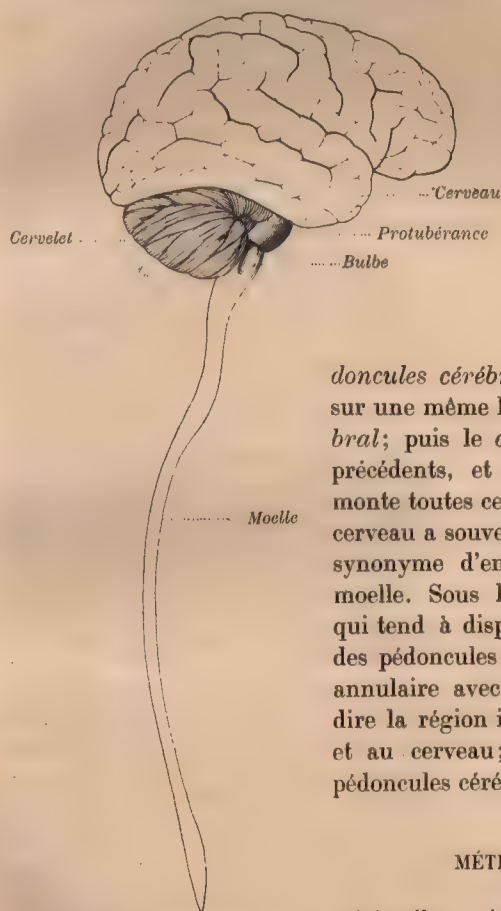 Cerveau
Cervelet
Protubérance
Bulbe
doncules céréb
sur une même
bral; puis le
précédents, et
monte toutes ce
cerveau a souve
synonyme d'en
moelle. Sous
Moelle
qui tend à disp
des pédoncules
annulaire avec
dire la région
et au cerveau;
pédoncules céré
MÉT